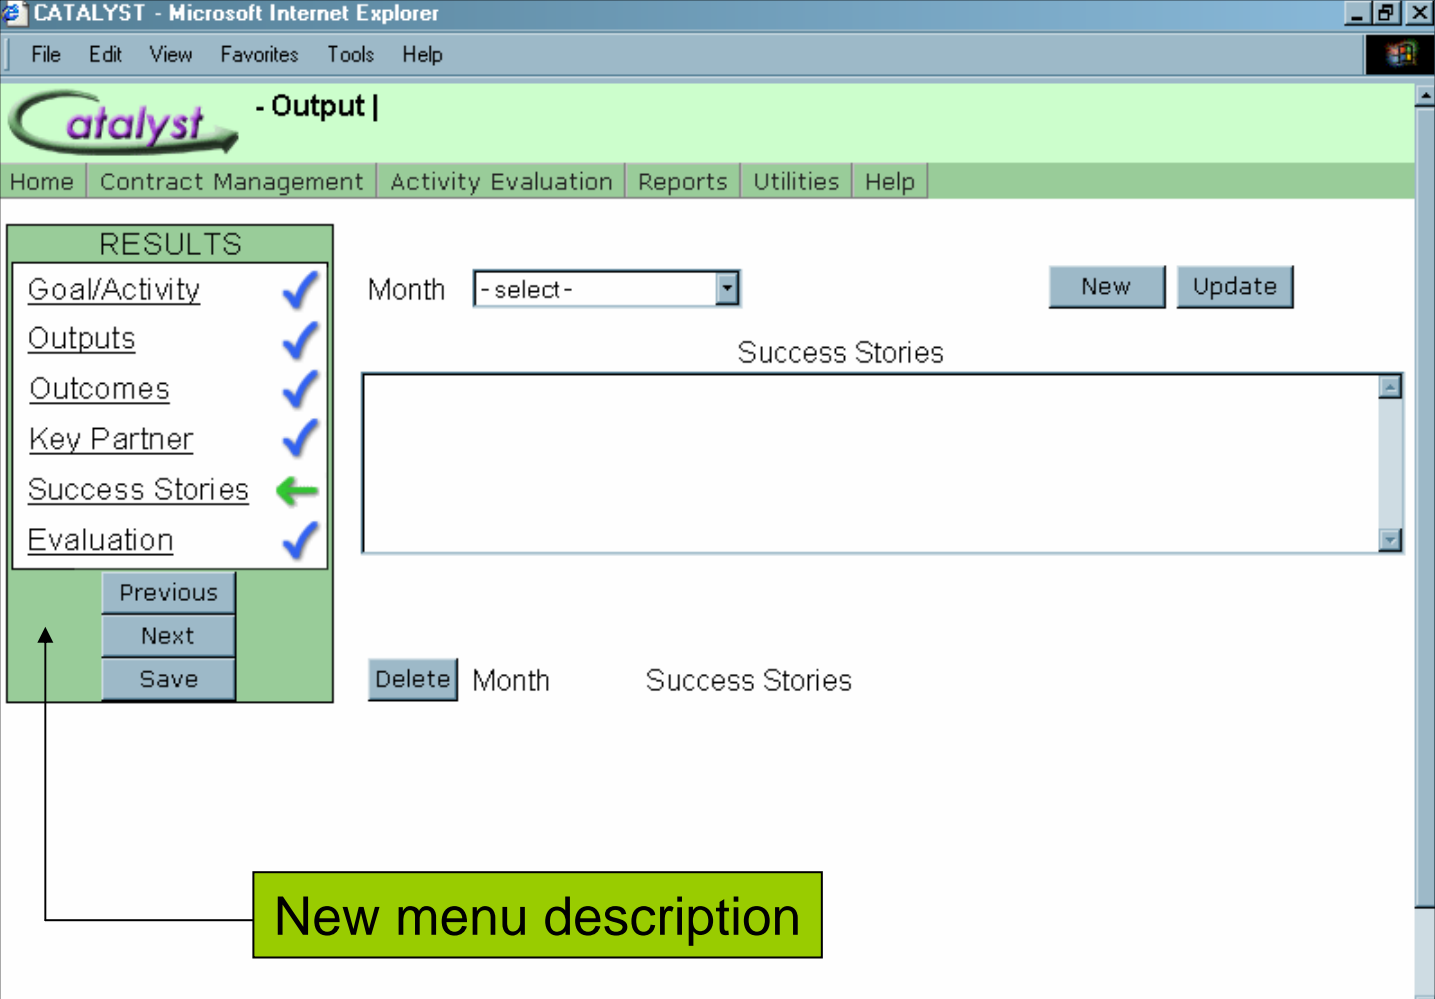 CATALYST - Microsoft Internet Explorer
File Edit View Favorites Tools Help
Catalyst - Output |
Home Contract Management Activity Evaluation Reports Utilities Help
RESULTS
Goal/Activity
Outputs
Outcomes
Key Partner
Success Stories
Evaluation
Previous
Next
Save
Month - select - New Update
Success Stories
Delete Month Success Stories
New menu description